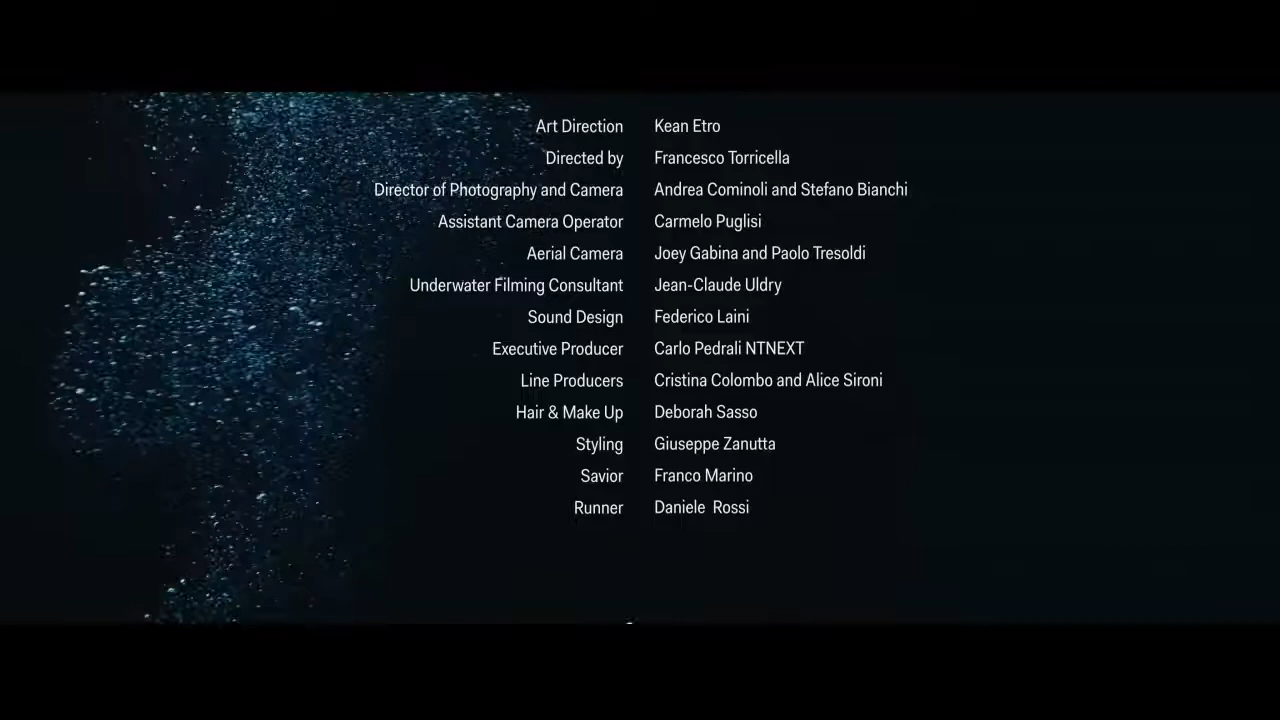 Art Direction Kean Etro
Directed by Francesco Torricella
Director of Photography and Camera Andrea Cominoli and Stefano Bianchi
Assistant Camera Operator Carmelo Puglisi
Aerial Camera Joey Gabina and Paolo Tresoldi
Underwater Filming Consultant Jean-Claude Uldry
Sound Design Federico Laini
Executive Producer Carlo Pedrali NTNEXT
Line Producers Cristina Colombo and Alice Sironi
Hair & Make Up Deborah Sasso
Styling Giuseppe Zanutta
Savior Franco Marino
Runner Daniele Rossi